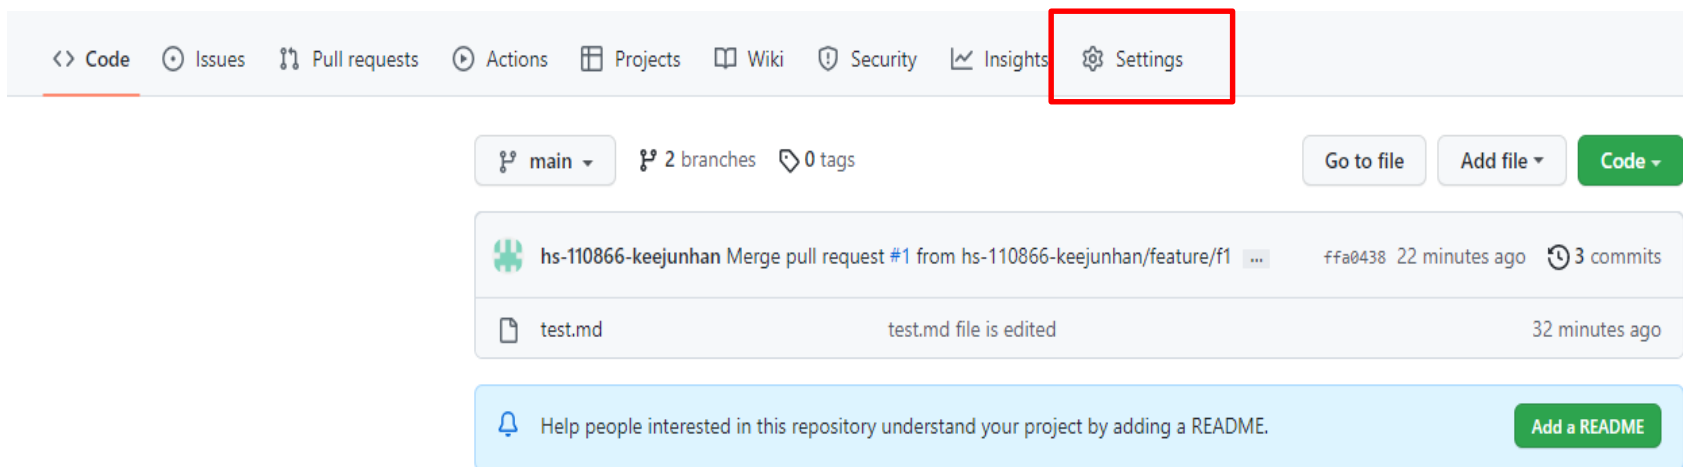 Code Issues Pull requests Actions Projects Wiki Security Insights Settings
main 2 branches 0 tags Go to file Add file Code
hs-110866-keejunhan Merge pull request #1 from hs-110866-keejunhan/feature/f1 ... ffa0438 22 minutes ago 3 commits
test.md test.md file is edited 32 minutes ago
Help people interested in this repository understand your project by adding a README. Add a README